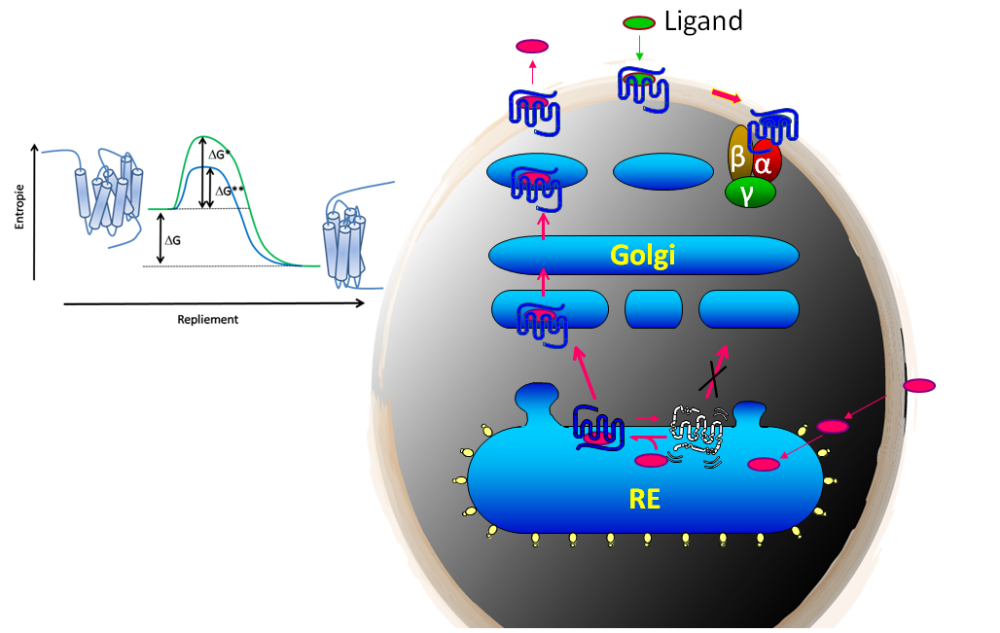 Ligand
β
α
γ
Golgi
RE
Entropie
ΔG*
ΔG**
ΔG
Repliement